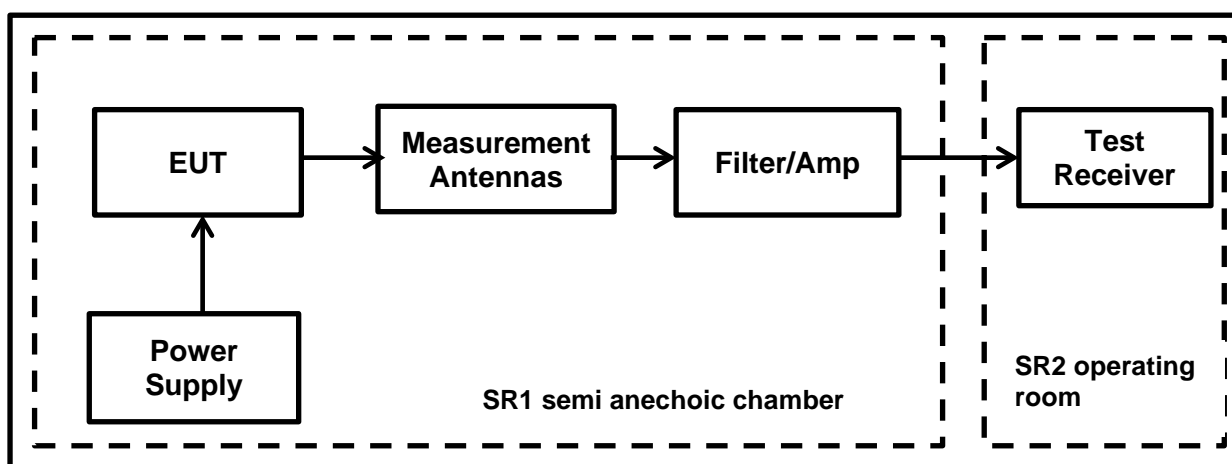 EUT
Measurement
Antennas
Filter/Amp
Test
Receiver
Power
Supply
SR1 semi anechoic chamber
SR2 operating
room